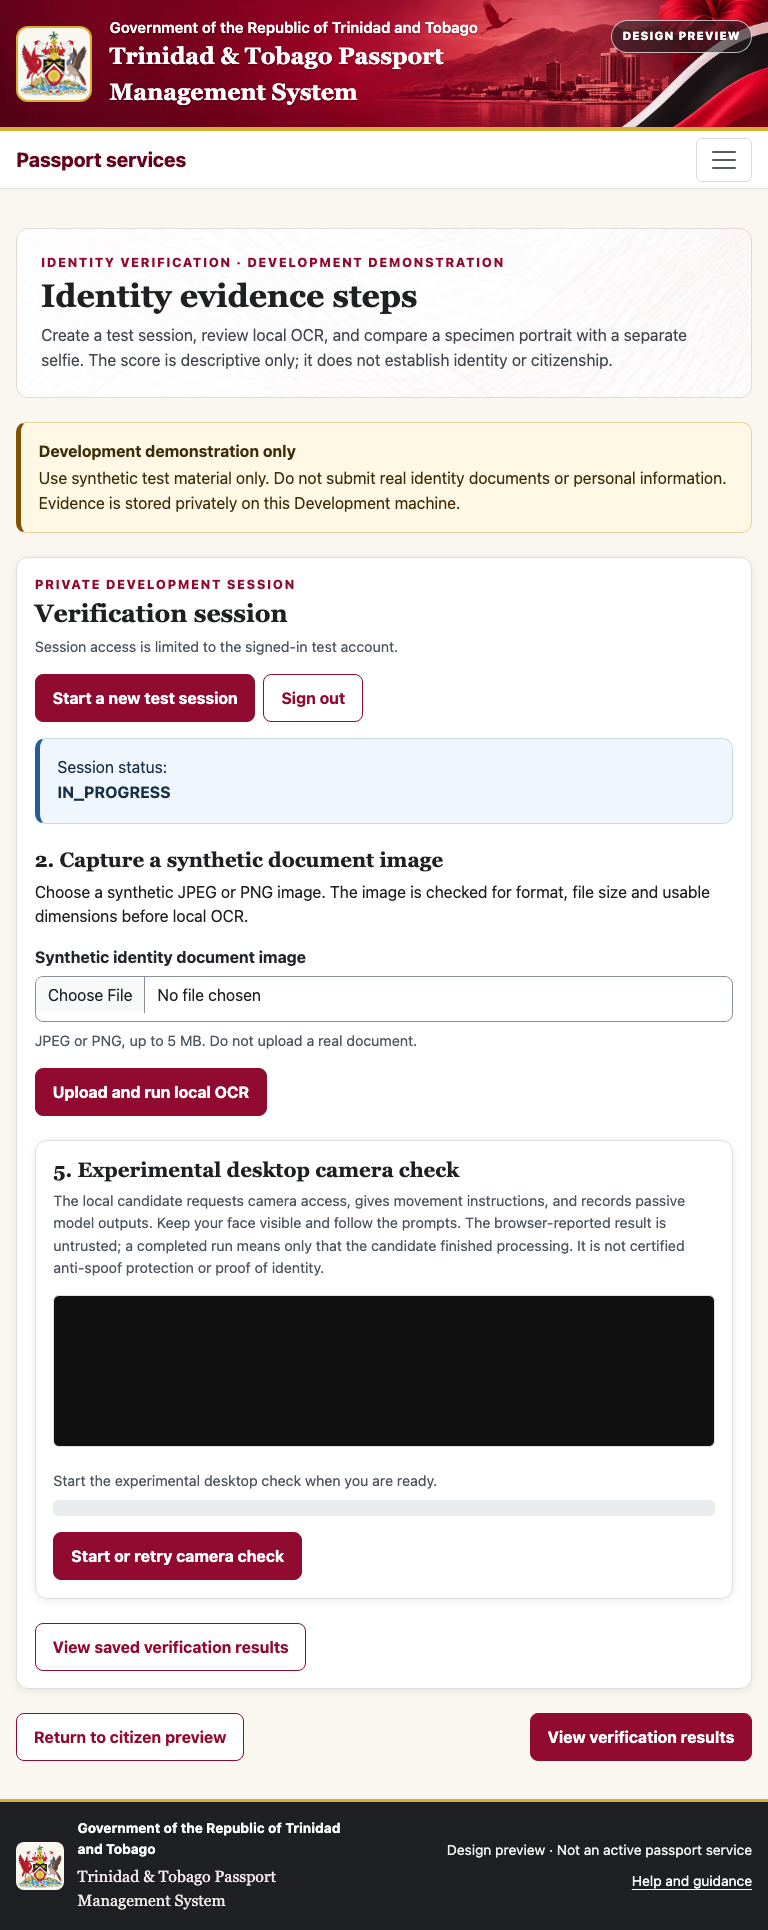 Government of the Republic of Trinidad and Tobago
Trinidad & Tobago Passport
Management System
DESIGN PREVIEW
Passport services
IDENTITY VERIFICATION · DEVELOPMENT DEMONSTRATION
Identity evidence steps
Create a test session, review local OCR, and compare a specimen portrait with a separate
selfie. The score is descriptive only; it does not establish identity or citizenship.
Development demonstration only
Use synthetic test material only. Do not submit real identity documents or personal information.
Evidence is stored privately on this Development machine.
PRIVATE DEVELOPMENT SESSION
Verification session
Session access is limited to the signed-in test account.
Start a new test session
Sign out
Session status:
IN_PROGRESS
2. Capture a synthetic document image
Choose a synthetic JPEG or PNG image. The image is checked for format, file size and usable
dimensions before local OCR.
Synthetic identity document image
Choose File
No file chosen
JPEG or PNG, up to 5 MB. Do not upload a real document.
Upload and run local OCR
5. Experimental desktop camera check
The local candidate requests camera access, gives movement instructions, and records passive
model outputs. Keep your face visible and follow the prompts. The browser-reported result is
untrusted; a completed run means only that the candidate finished processing. It is not certified
anti-spoof protection or proof of identity.
Start the experimental desktop check when you are ready.
Start or retry camera check
View saved verification results
Return to citizen preview
View verification results
Government of the Republic of Trinidad
and Tobago
Trinidad & Tobago Passport
Management System
Design preview · Not an active passport service
Help and guidance